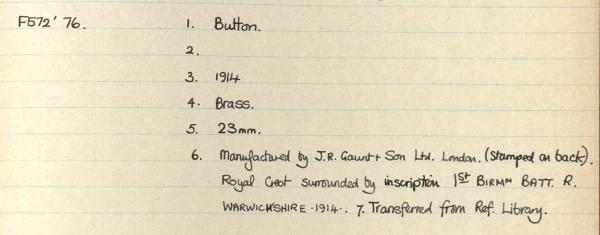 F572' 76. 1. Button.
2.
3. 1914
4. Brass.
5. 23mm.
6. Manufactured by J.R. Gaunt + Son Ltd, London. (Stamped on back).
Royal Crest surrounded by inscription 1st BIRMM BATT. R.
WARWICKSHIRE ·1914·. 7. Transferred from Ref. Library.